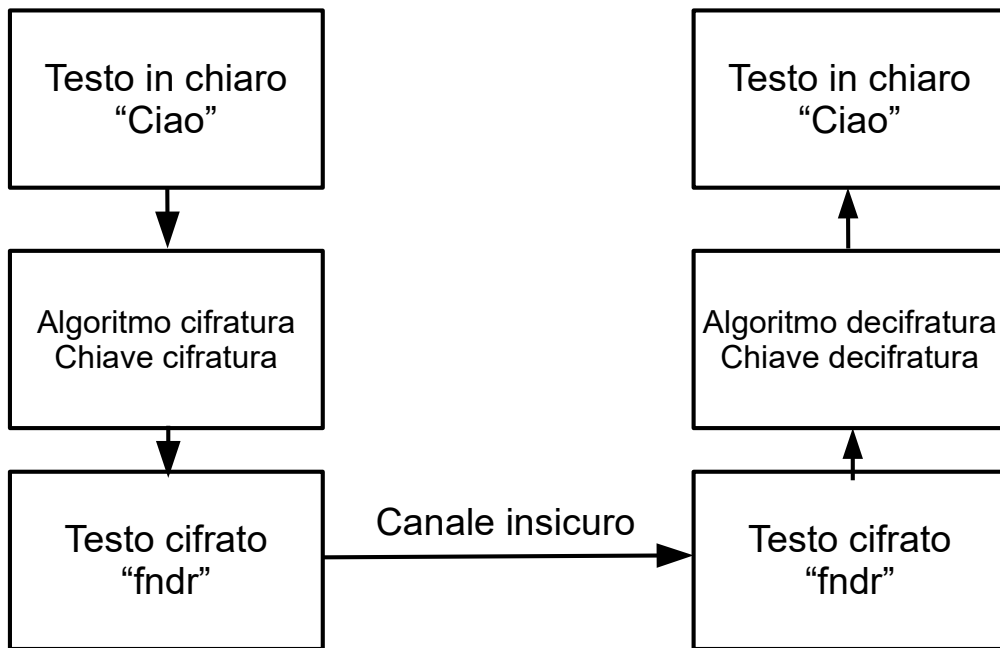 Testo in chiaro
“Ciao”
Algoritmo cifratura
Chiave cifratura
Testo cifrato
“fndr”
Canale insicuro
Testo cifrato
“fndr”
Algoritmo decifratura
Chiave decifratura
Testo in chiaro
“Ciao”